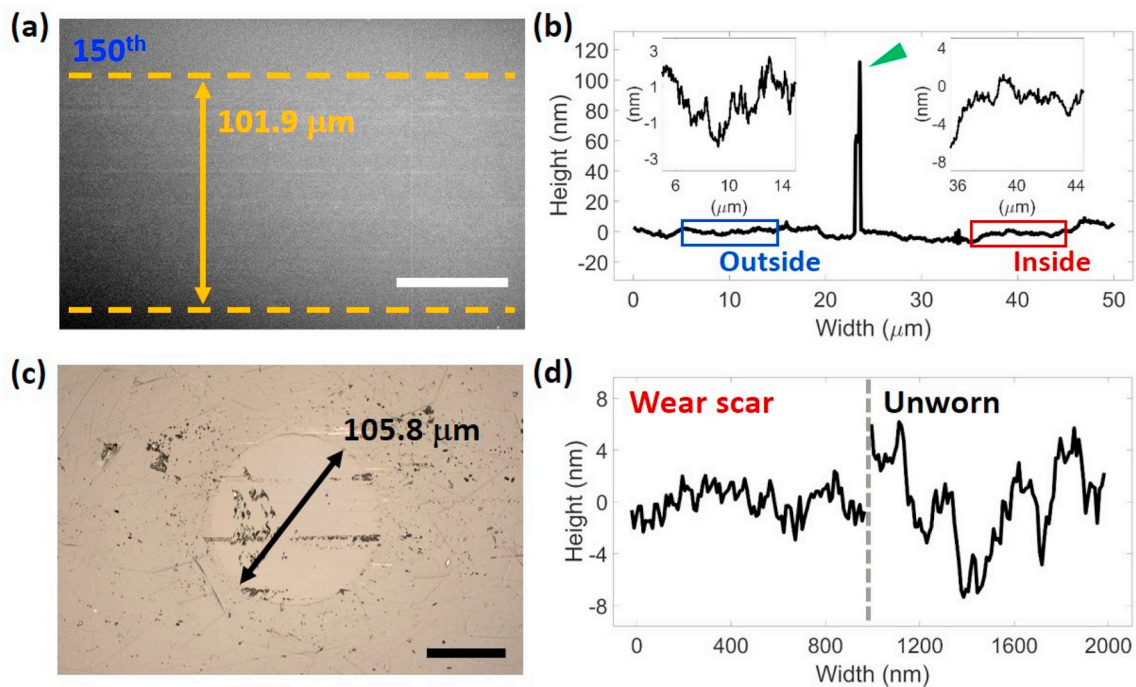 (a)
150th
101.9 μm
(b)
120
100
80
60
40
20
0
-20
Height (nm)
3
1
-1
-3
(nm)
6
10
14
(μm)
4
0
-4
-8
(nm)
36
40
44
(μm)
Outside
Inside
0
10
20
30
40
50
Width (μm)
(c)
105.8 μm
(d)
8
4
0
-4
-8
Height (nm)
Wear scar
Unworn
0
400
800
1200
1600
2000
Width (nm)